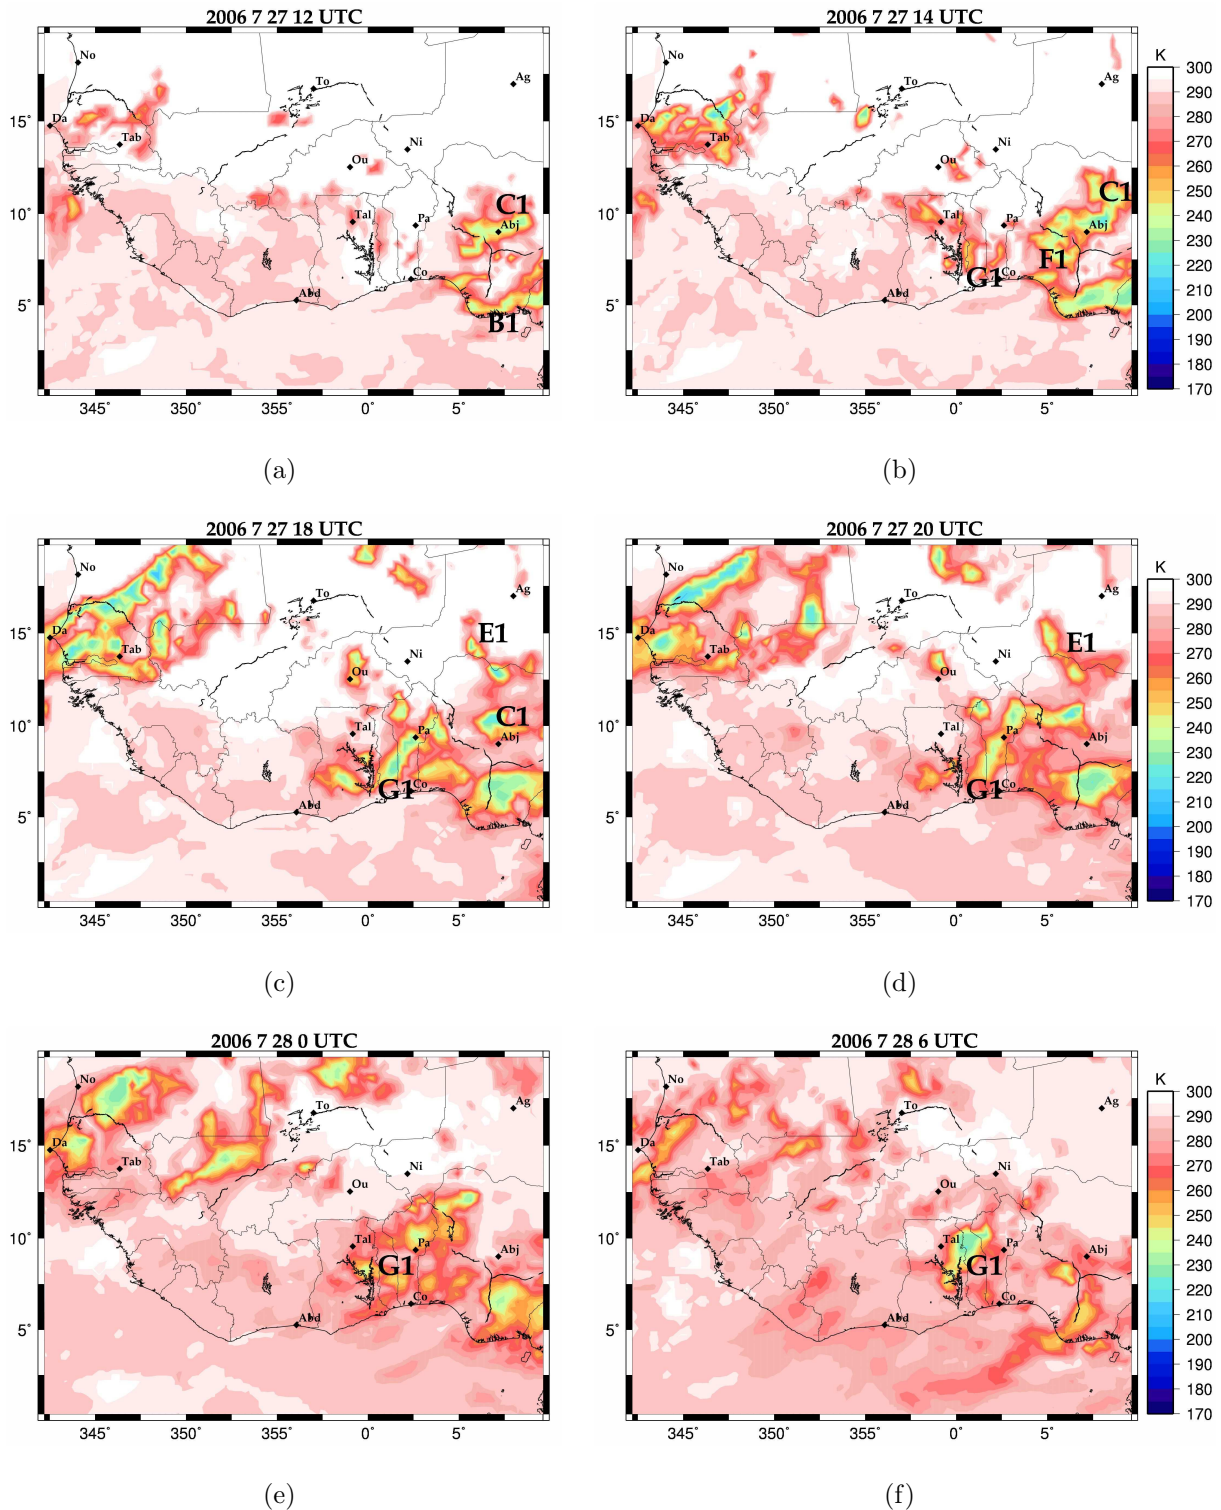 2006 7 27 12 UTC
No
Ag
To
15°
Da
Tab
Ni
Ou
C1
10°
Tal
Pa
Abj
Co
5°
Abd
B1
345° 350° 355° 0° 5°
(a)
2006 7 27 14 UTC
K
No
Ag
To
15°
Da
Tab
Ni
Ou
C1
10°
Tal
Pa
Abj
F1
G1
Co
5°
Abd
345° 350° 355° 0° 5°
300
290
280
270
260
250
240
230
220
210
200
190
180
170
(b)
2006 7 27 18 UTC
No
Ag
To
15°
Da
E1
Tab
Ni
Ou
C1
10°
Tal
Pa
Abj
G1
Co
5°
Abd
345° 350° 355° 0° 5°
(c)
2006 7 27 20 UTC
K
No
Ag
To
15°
Da
E1
Tab
Ni
Ou
10°
Tal
Pa
Abj
G1
Co
5°
Abd
345° 350° 355° 0° 5°
300
290
280
270
260
250
240
230
220
210
200
190
180
170
(d)
2006 7 28 0 UTC
No
Ag
To
15°
Da
Tab
Ni
Ou
10°
Tal
Pa
Abj
G1
Co
5°
Abd
345° 350° 355° 0° 5°
(e)
2006 7 28 6 UTC
K
No
Ag
To
15°
Da
Tab
Ni
Ou
10°
Tal
Pa
Abj
G1
Co
5°
Abd
345° 350° 355° 0° 5°
300
290
280
270
260
250
240
230
220
210
200
190
180
170
(f)